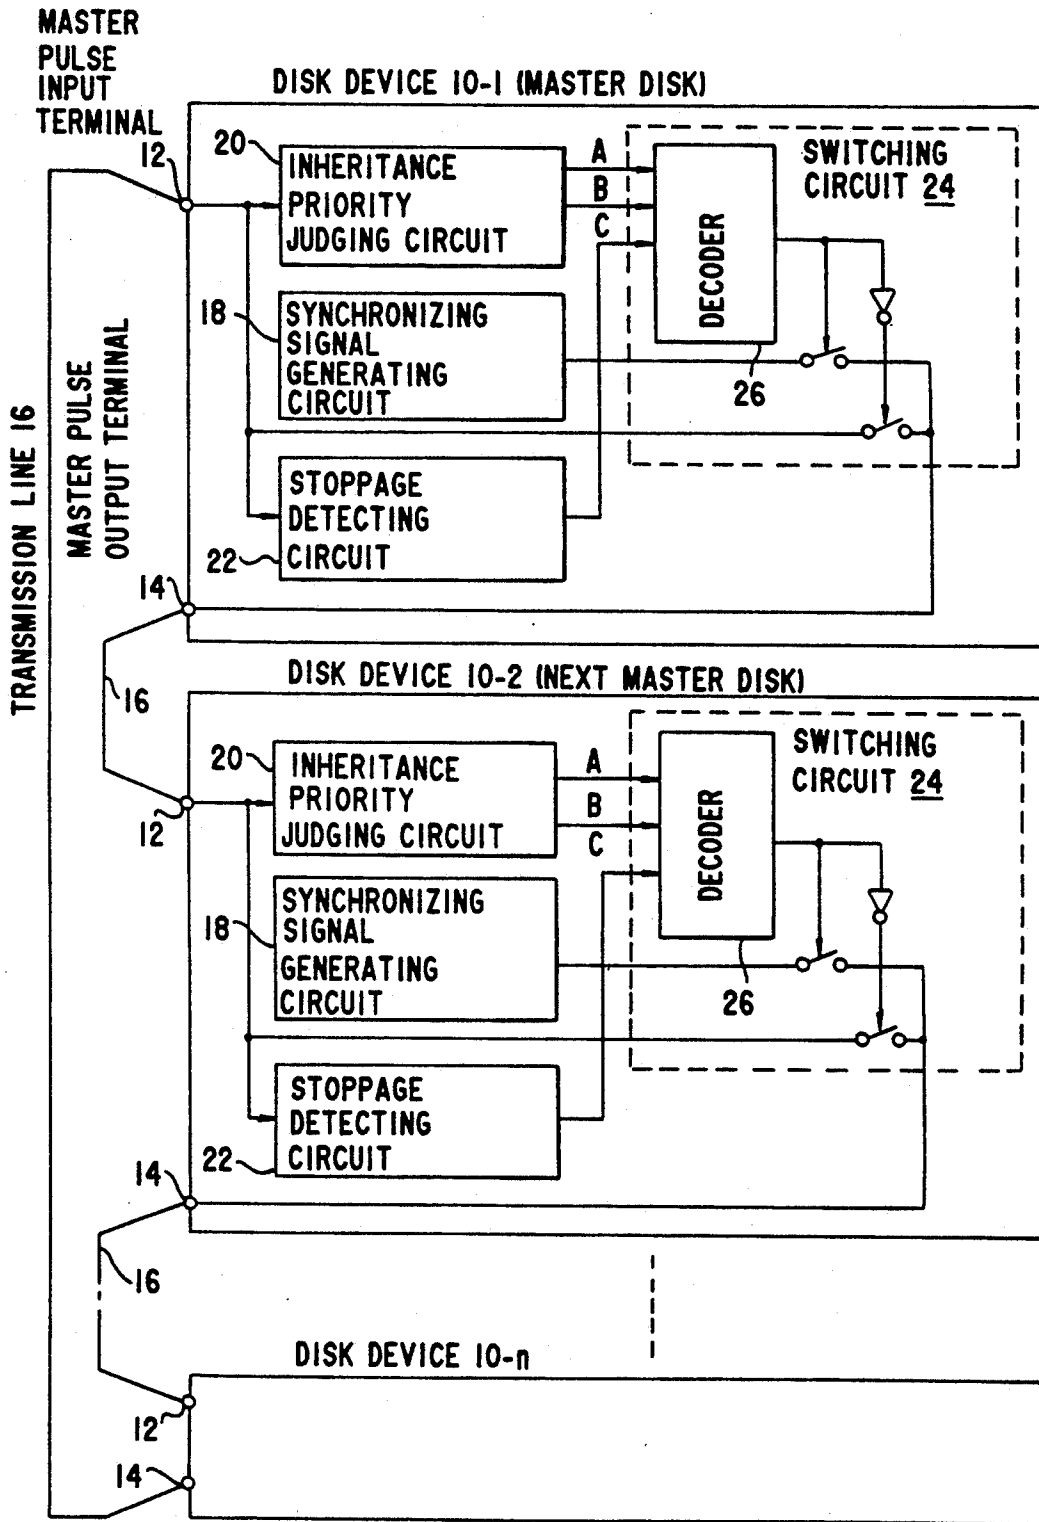 MASTER
PULSE
INPUT
TERMINAL
DISK DEVICE 10-1 (MASTER DISK)
12
20
INHERITANCE
PRIORITY
JUDGING CIRCUIT
A
B
C
DECODER
SWITCHING
CIRCUIT 24
18
SYNCHRONIZING
SIGNAL
GENERATING
CIRCUIT
26
STOPPAGE
DETECTING
CIRCUIT
22
TRANSMISSION LINE 16
MASTER PULSE
OUTPUT TERMINAL
14
16
DISK DEVICE 10-2 (NEXT MASTER DISK)
20
12
INHERITANCE
PRIORITY
JUDGING CIRCUIT
A
B
C
DECODER
SWITCHING
CIRCUIT 24
18
SYNCHRONIZING
SIGNAL
GENERATING
CIRCUIT
26
STOPPAGE
DETECTING
CIRCUIT
22
14
16
DISK DEVICE 10-n
12
14